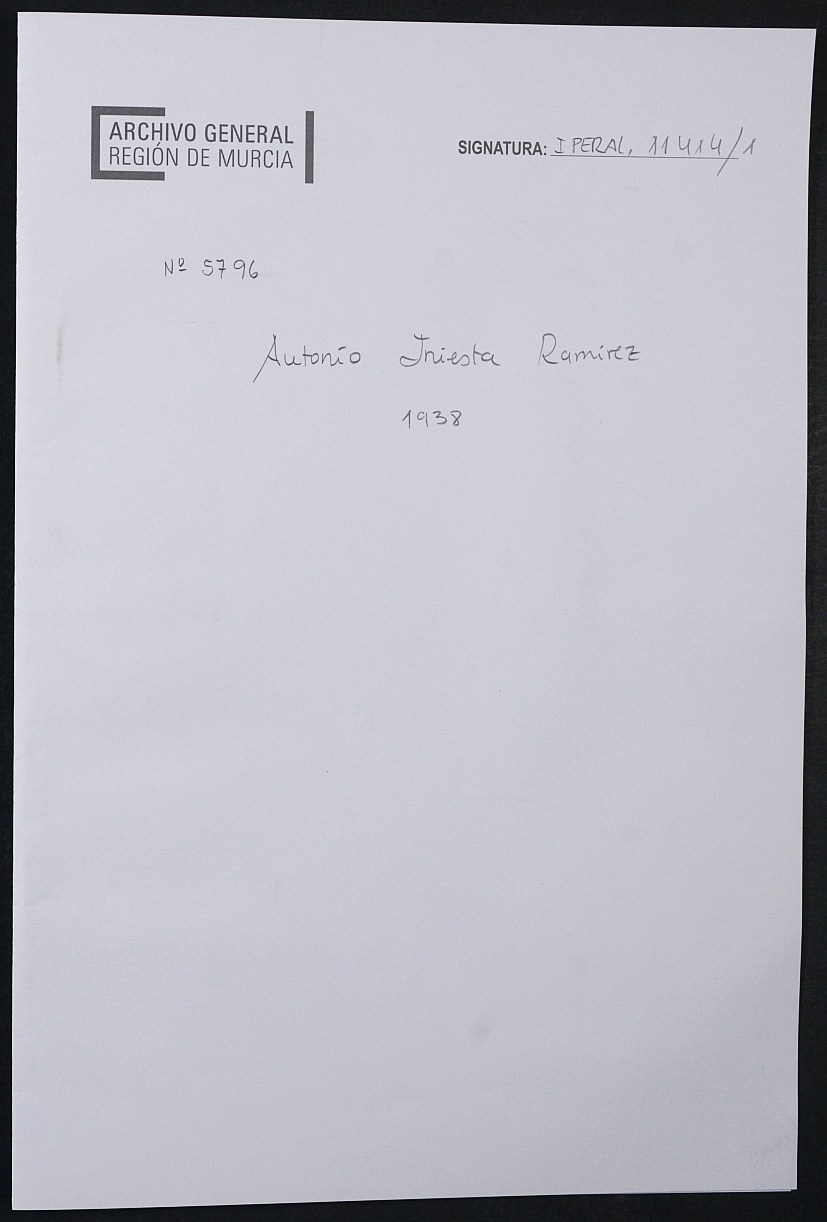 ARCHIVO GENERAL
REGIÓN DE MURCIA
SIGNATURA: I PERAL, 11414/1
Nº 5796
Antonio Iniesta Ramirez
1938